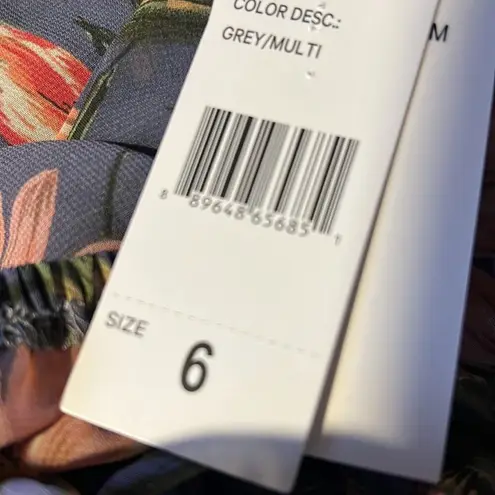 COLOR DESC.:
GREY/MULTI
M
8 89648 65685 1
SIZE
6